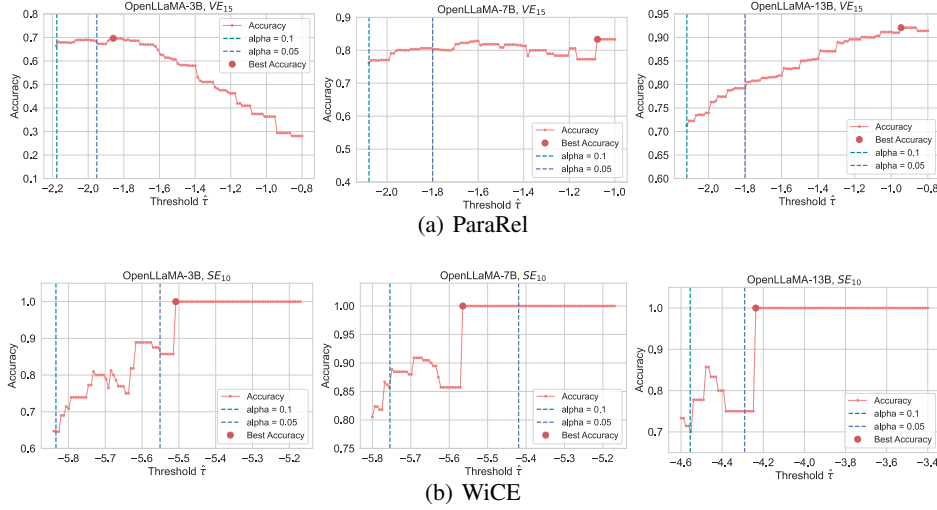 OpenLLaMA-3B, VE15
Accuracy
0.8
0.7
0.6
0.5
0.4
0.3
0.2
0.1
alpha = 0.1
alpha = 0.05
Best Accuracy
Accuracy
−2.2 −2.0 −1.8 −1.6 −1.4 −1.2 −1.0 −0.8
Threshold τ̂
OpenLLaMA-7B, VE15
Accuracy
0.9
0.8
0.7
0.6
0.5
0.4
Accuracy
Best Accuracy
alpha = 0.1
alpha = 0.05
−2.0 −1.8 −1.6 −1.4 −1.2 −1.0
Threshold τ̂
OpenLLaMA-13B, VE15
Accuracy
0.95
0.90
0.85
0.80
0.75
0.70
0.65
0.60
Accuracy
Best Accuracy
alpha = 0.1
alpha = 0.05
−2.0 −1.8 −1.6 −1.4 −1.2 −1.0 −0.8
Threshold τ̂
(a) ParaRel
OpenLLaMA-3B, SE10
Accuracy
1.0
0.9
0.8
0.7
0.6
Accuracy
alpha = 0.1
alpha = 0.05
Best Accuracy
−5.8 −5.7 −5.6 −5.5 −5.4 −5.3 −5.2
Threshold τ̂
OpenLLaMA-7B, SE10
Accuracy
1.00
0.95
0.90
0.85
0.80
0.75
Accuracy
alpha = 0.1
alpha = 0.05
Best Accuracy
−5.8 −5.7 −5.6 −5.5 −5.4 −5.3 −5.2
Threshold τ̂
OpenLLaMA-13B, SE10
Accuracy
1.0
0.9
0.8
0.7
Accuracy
alpha = 0.1
alpha = 0.05
Best Accuracy
−4.6 −4.4 −4.2 −4.0 −3.8 −3.6 −3.4
Threshold τ̂
(b) WiCE